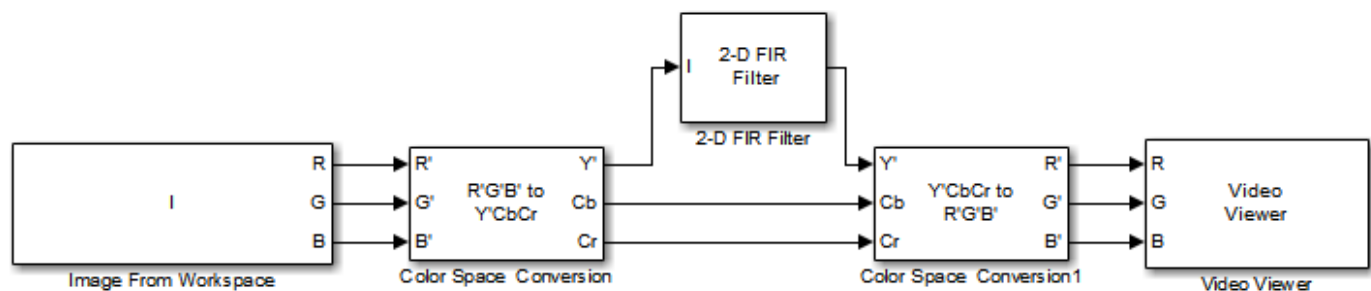 2-D FIR
Filter
I
2-D FIR Filter
I
R
G
B
Image From Workspace
R'
G'
B'
R'G'B' to
Y'CbCr
Y'
Cb
Cr
Color Space Conversion
Y'
Cb
Cr
Y'CbCr to
R'G'B'
R'
G'
B'
Color Space Conversion1
R
G
B
Video
Viewer
Video Viewer